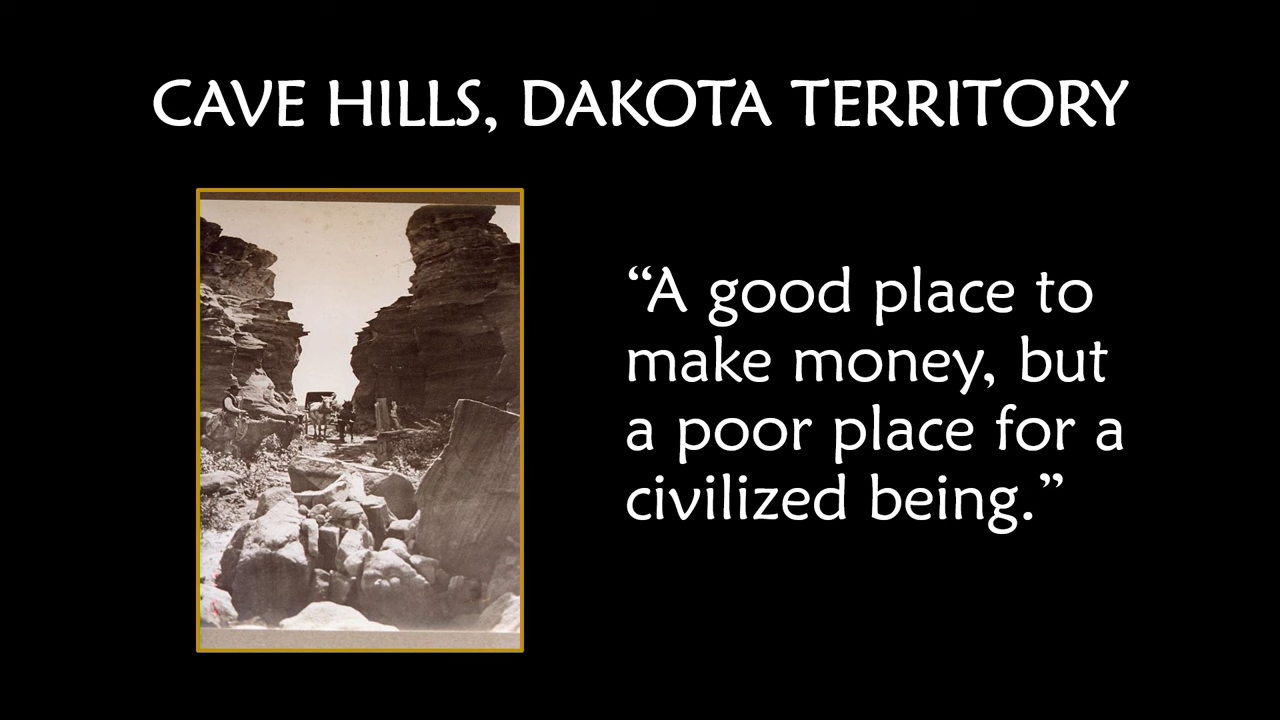 CAVE HILLS, DAKOTA TERRITORY
“A good place to
make money, but
a poor place for a
civilized being.”